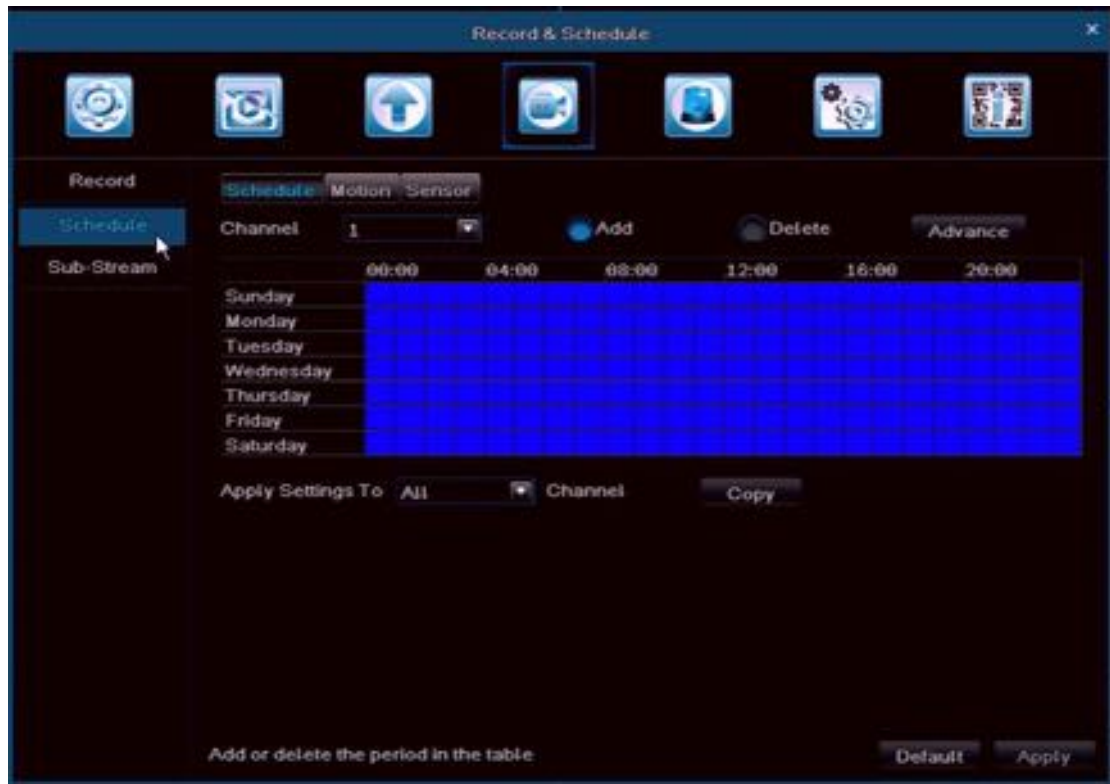 Record & Schedule ×
Record
Schedule Motion Sensor
Schedule
Channel 1 Add Delete Advance
Sub-Stream
00:00 04:00 08:00 12:00 16:00 20:00
Sunday
Monday
Tuesday
Wednesday
Thursday
Friday
Saturday
Apply Settings To All Channel Copy
Add or delete the period in the table Default Apply